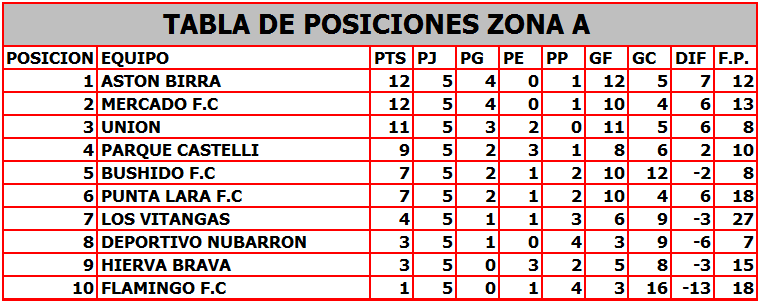 TABLA DE POSICIONES ZONA A
POSICION EQUIPO PTS PJ PG PE PP GF GC DIF F.P.
1 ASTON BIRRA 12 5 4 0 1 12 5 7 12
2 MERCADO F.C 12 5 4 0 1 10 4 6 13
3 UNION 11 5 3 2 0 11 5 6 8
4 PARQUE CASTELLI 9 5 2 3 1 8 6 2 10
5 BUSHIDO F.C 7 5 2 1 2 10 12 -2 8
6 PUNTA LARA F.C 7 5 2 1 2 10 4 6 18
7 LOS VITANGAS 4 5 1 1 3 6 9 -3 27
8 DEPORTIVO NUBARRON 3 5 1 0 4 3 9 -6 7
9 HIERVA BRAVA 3 5 0 3 2 5 8 -3 15
10 FLAMINGO F.C 1 5 0 1 4 3 16 -13 18